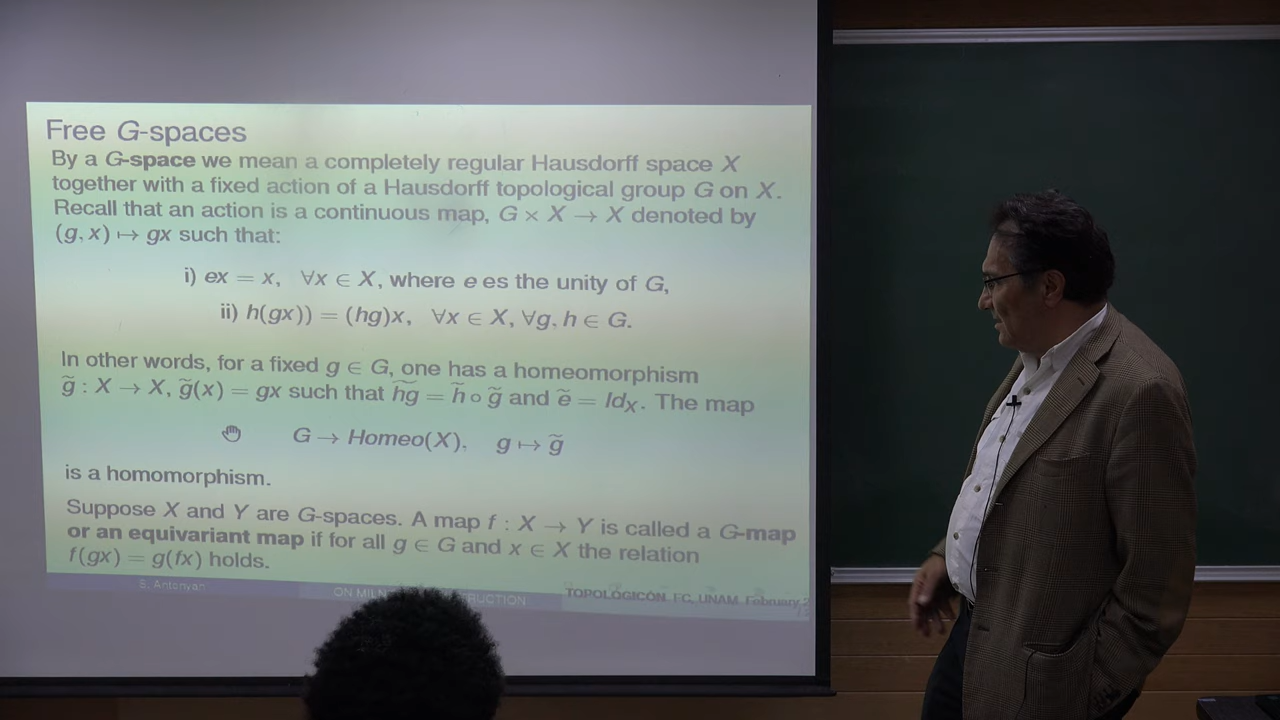 Free G-spaces
By a G-space we mean a completely regular Hausdorff space X
together with a fixed action of a Hausdorff topological group G on X.
Recall that an action is a continuous map, G × X → X denoted by
(g, x) ↦ gx such that:
i) ex = x, ∀x ∈ X, where e es the unity of G,
ii) h(gx)) = (hg)x, ∀x ∈ X, ∀g, h ∈ G.
In other words, for a fixed g ∈ G, one has a homeomorphism
g̃ : X → X, g̃(x) = gx such that h͠g = h̃ ∘ g̃ and ẽ = Id_X. The map
G → Homeo(X), g ↦ g̃
is a homomorphism.
Suppose X and Y are G-spaces. A map f : X → Y is called a G-map
or an equivariant map if for all g ∈ G and x ∈ X the relation
f(gx) = g(fx) holds.
S. Antonyan ON TOPOLÓGICÓN, FC, UNAM February